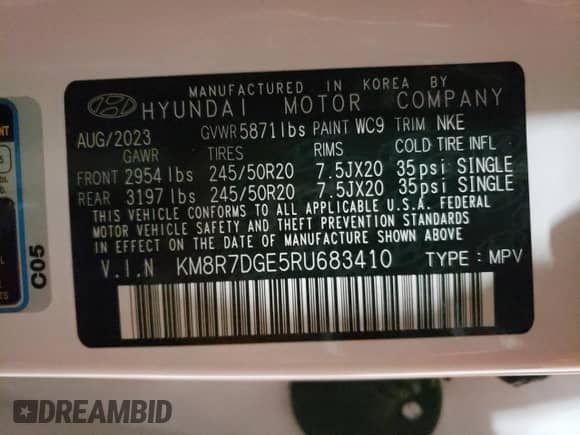 MANUFACTURED IN KOREA BY
HYUNDAI MOTOR COMPANY
AUG/2023 GVWR 5871lbs PAINT WC9 TRIM NKE
GAWR TIRES RIMS COLD TIRE INFL
FRONT 2954 lbs 245/50R20 7.5JX20 35psi SINGLE
REAR 3197 lbs 245/50R20 7.5JX20 35psi SINGLE
THIS VEHICLE CONFORMS TO ALL APPLICABLE U.S.A. FEDERAL
MOTOR VEHICLE SAFETY AND THEFT PREVENTION STANDARDS
IN EFFECT ON THE DATE OF MANUFACTURE SHOWN ABOVE.
V.I.N KM8R7DGE5RU683410 TYPE : MPV
C05
DREAMBID